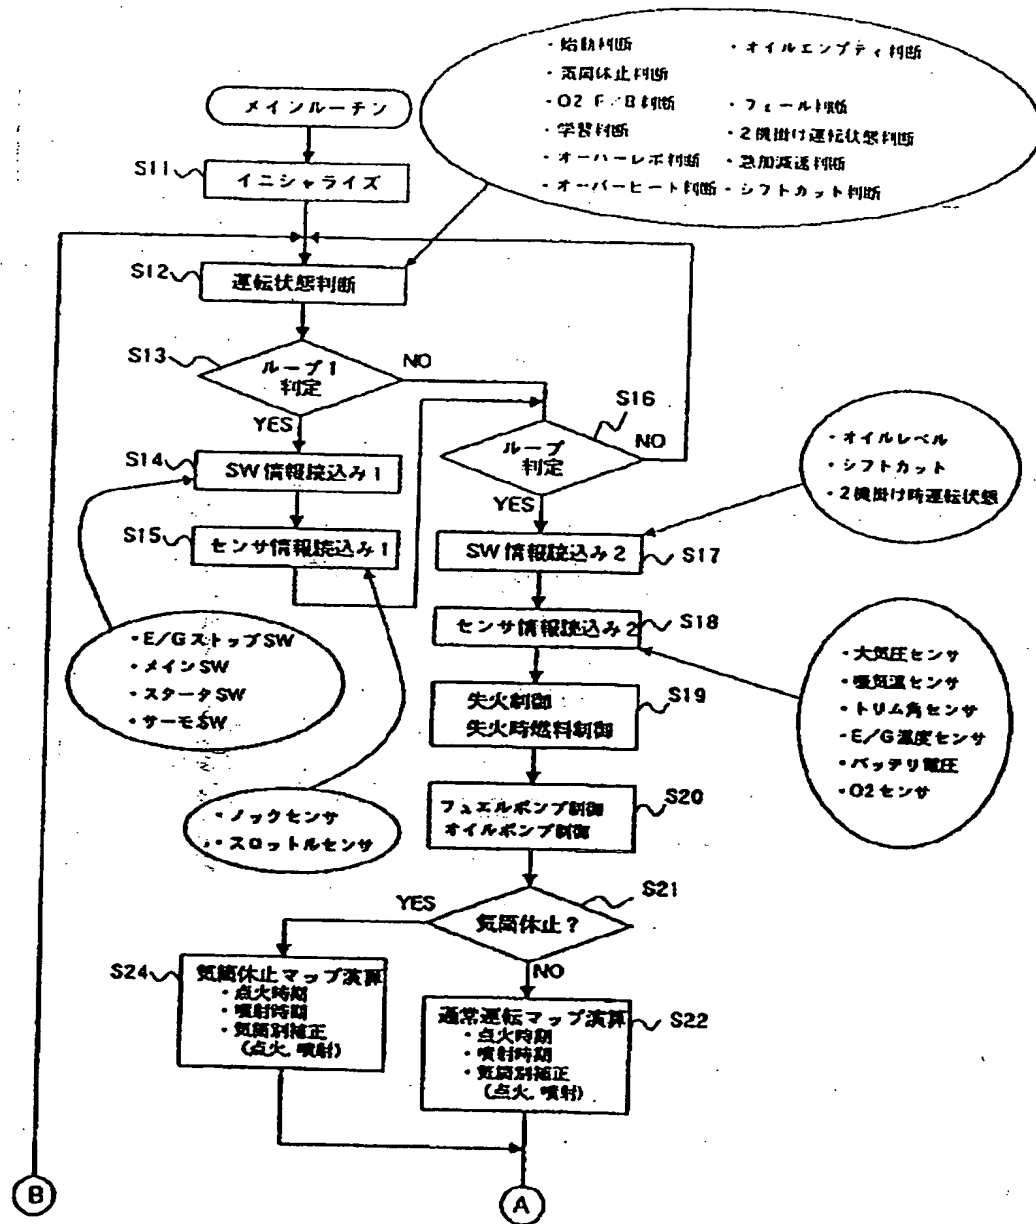 ・始動判断
・オイルエンプティ判断
・気筒休止判断
・O2 F/B判断
・フェール判断
・学習判断
・2機掛け運転状態判断
・オーバーレボ判断
・急加減速判断
・オーバーヒート判断
・シフトカット判断
メインルーチン
S11
イニシャライズ
S12
運転状態判断
S13
ループ1
判定
NO
YES
S16
ループ
判定
NO
YES
・オイルレベル
・シフトカット
・2機掛け時運転状態
S14
SW情報読込み1
S15
センサ情報読込み1
SW情報読込み2
S17
センサ情報読込み2
S18
・E/GストップSW
・メインSW
・スタータSW
・サーモSW
・大気圧センサ
・吸気温センサ
・トリム角センサ
・E/G温度センサ
・バッテリ電圧
・O2センサ
失火制御
失火時燃料制御
S19
・ノックセンサ
・スロットルセンサ
フュエルポンプ制御
オイルポンプ制御
S20
S21
YES
気筒休止?
NO
S24
気筒休止マップ演算
・点火時期
・噴射時期
・気筒別補正
(点火,噴射)
通常運転マップ演算
・点火時期
・噴射時期
・気筒別補正
(点火,噴射)
S22
B
A